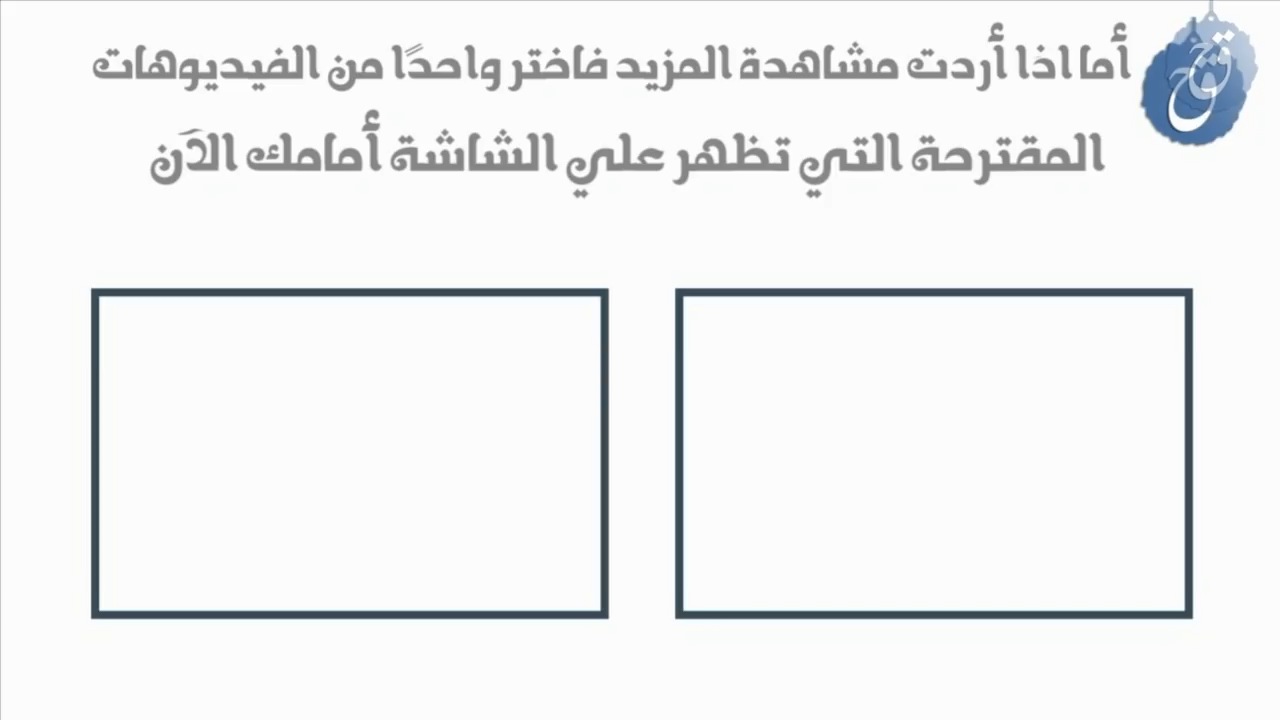 أما اذا أردت مشاهدة المزيد فاختر واحدًا من الفيديوهات
المقترحة التي تظهر علي الشاشة أمامك الآن